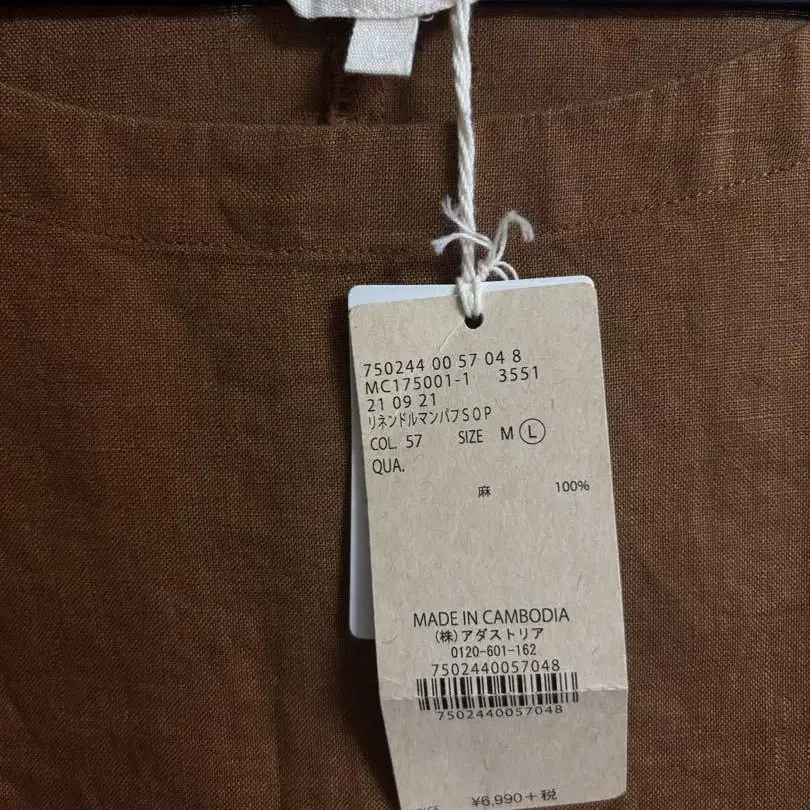 750244 00 57 04 8
MC175001-1 3551
21 09 21
リネンドルマンパフSOP
COL. 57 SIZE M L
QUA.
麻 100%
MADE IN CAMBODIA
(株)アダストリア
0120-601-162
7502440057048
7502440057048
¥6,990+税